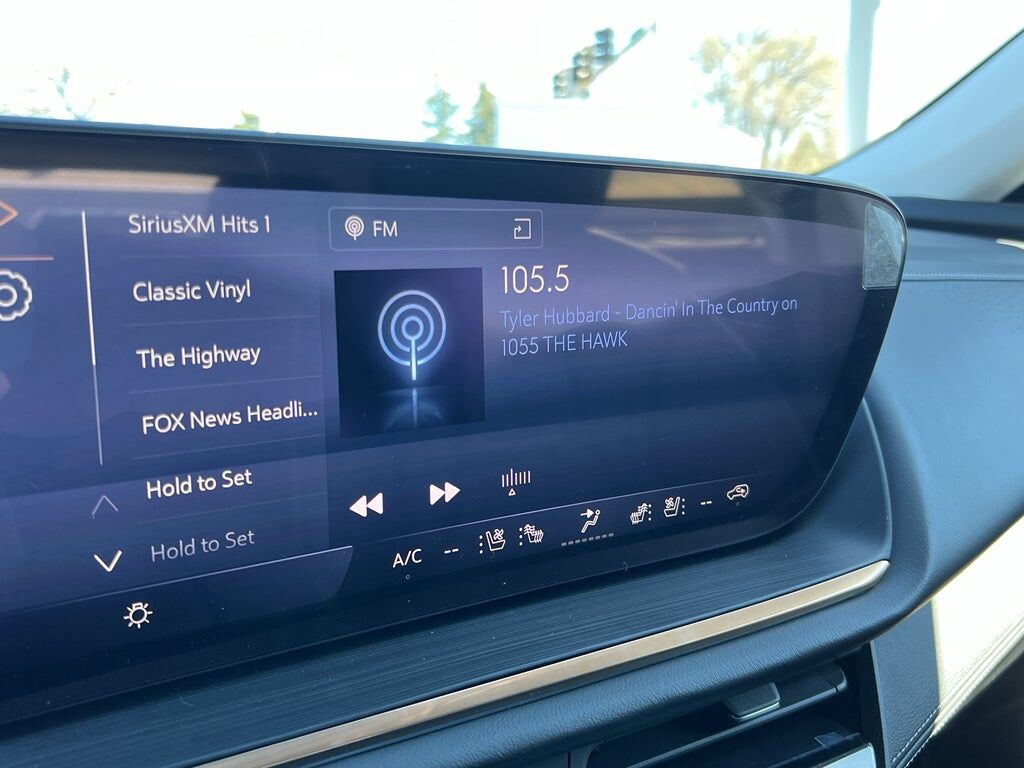 SiriusXM Hits 1
Classic Vinyl
The Highway
FOX News Headli...
Hold to Set
Hold to Set
FM
105.5
Tyler Hubbard - Dancin' In The Country on
1055 THE HAWK
A/C -- --